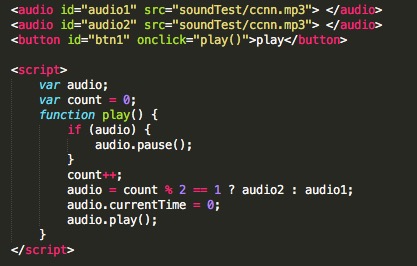 <audio id="audio1" src="soundTest/ccnn.mp3"> </audio>
<audio id="audio2" src="soundTest/ccnn.mp3"> </audio>
<button id="btn1" onclick="play()">play</button>

<script>
    var audio;
    var count = 0;
    function play() {
        if (audio) {
            audio.pause();
        }
        count++;
        audio = count % 2 == 1 ? audio2 : audio1;
        audio.currentTime = 0;
        audio.play();
    }
</script>